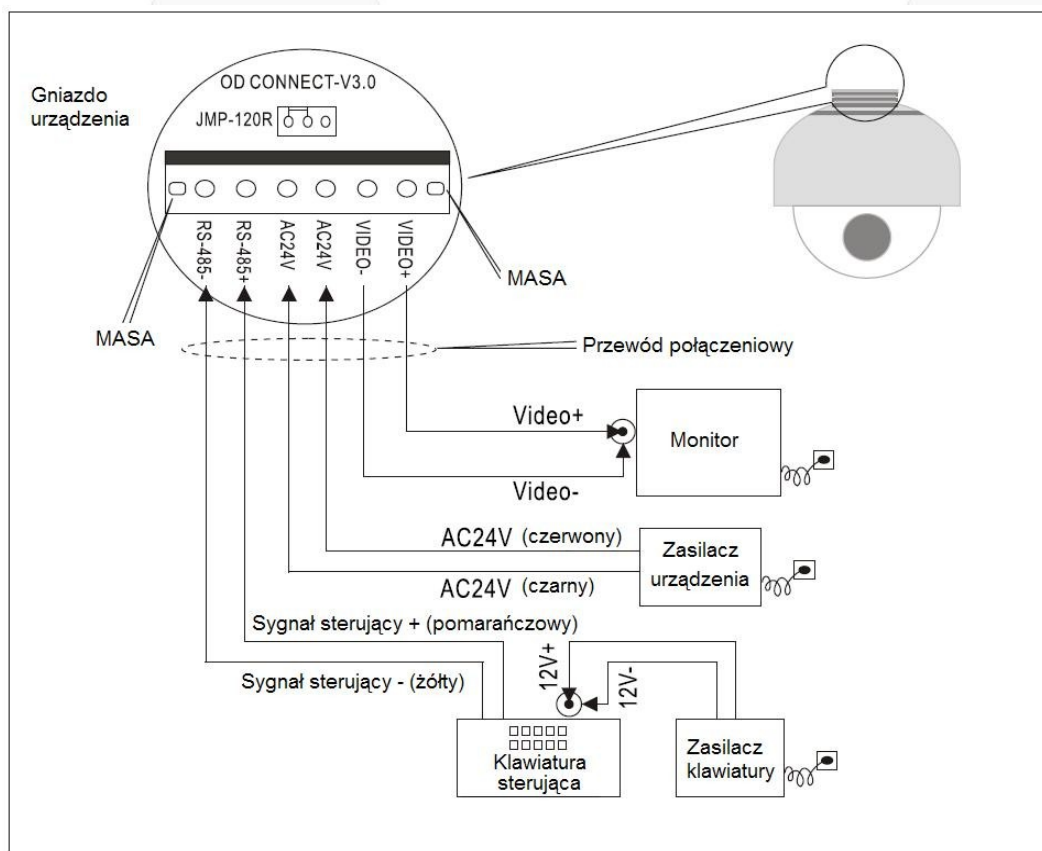 OD CONNECT-V3.0
Gniazdo
urządzenia
JMP-120R
RS-485-
RS-485+
AC24V
AC24V
VIDEO-
VIDEO+
MASA
MASA
Przewód połączeniowy
Video+
Monitor
Video-
AC24V (czerwony)
Zasilacz
urządzenia
AC24V (czarny)
Sygnał sterujący + (pomarańczowy)
12V+
12V-
Sygnał sterujący - (żółty)
Klawiatura
sterująca
Zasilacz
klawiatury